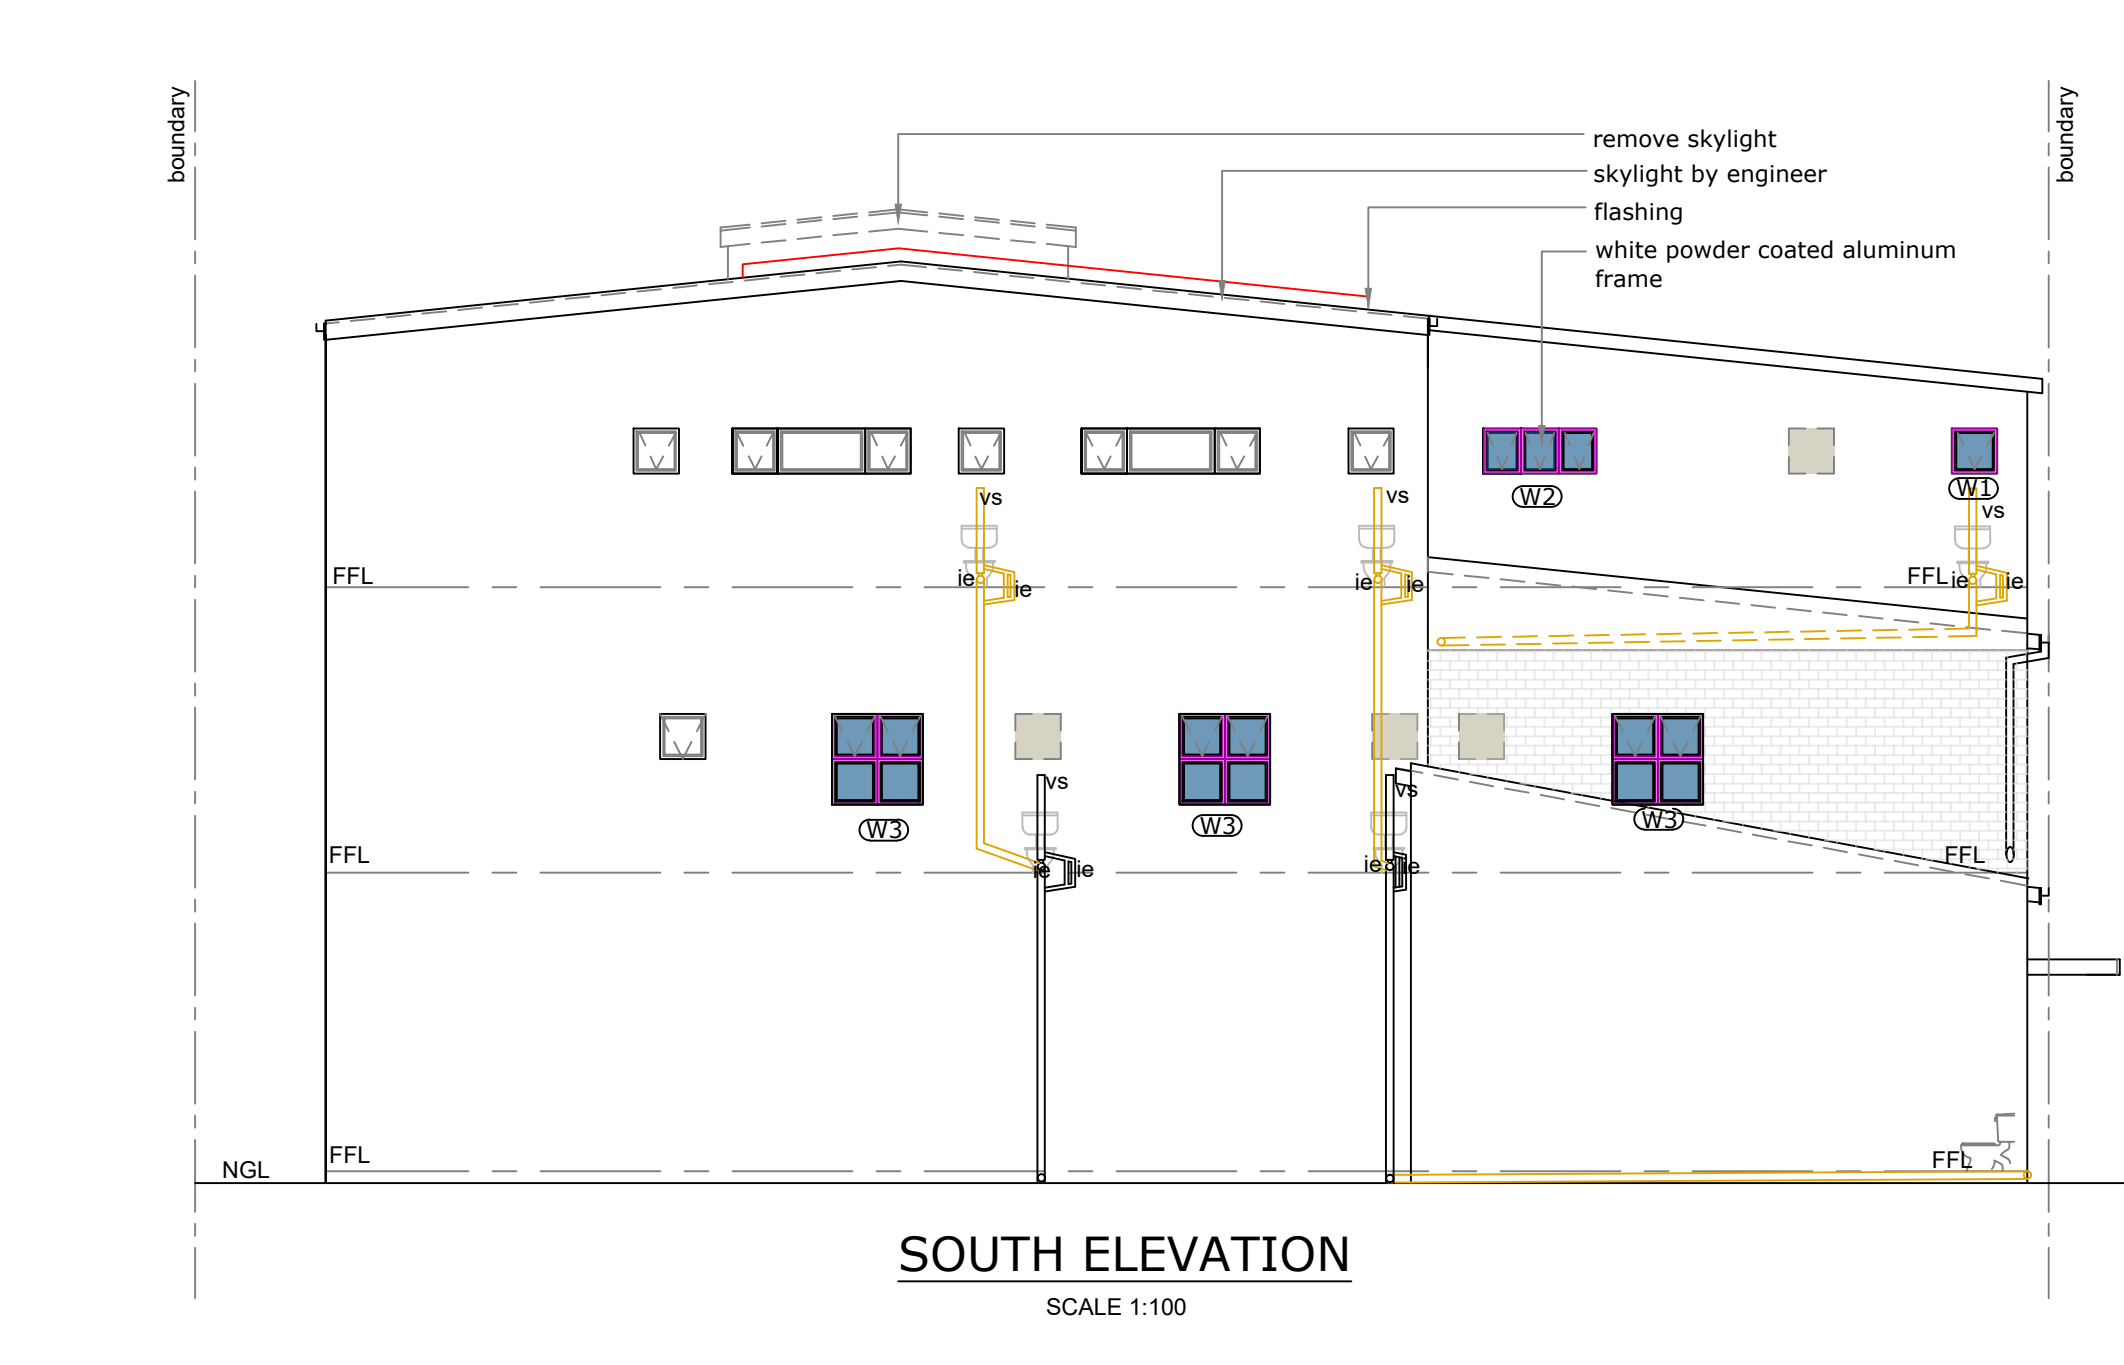 boundary
boundary
remove skylight
skylight by engineer
flashing
white powder coated aluminum
frame
W2
W1
vs
vs
vs
FFL
ie
ie
ie
ie
FFL
ie
ie
vs
vs
W3
W3
W3
FFL
ie
ie
ie
ie
FFL
FFL
FFL
NGL
SOUTH ELEVATION
SCALE 1:100